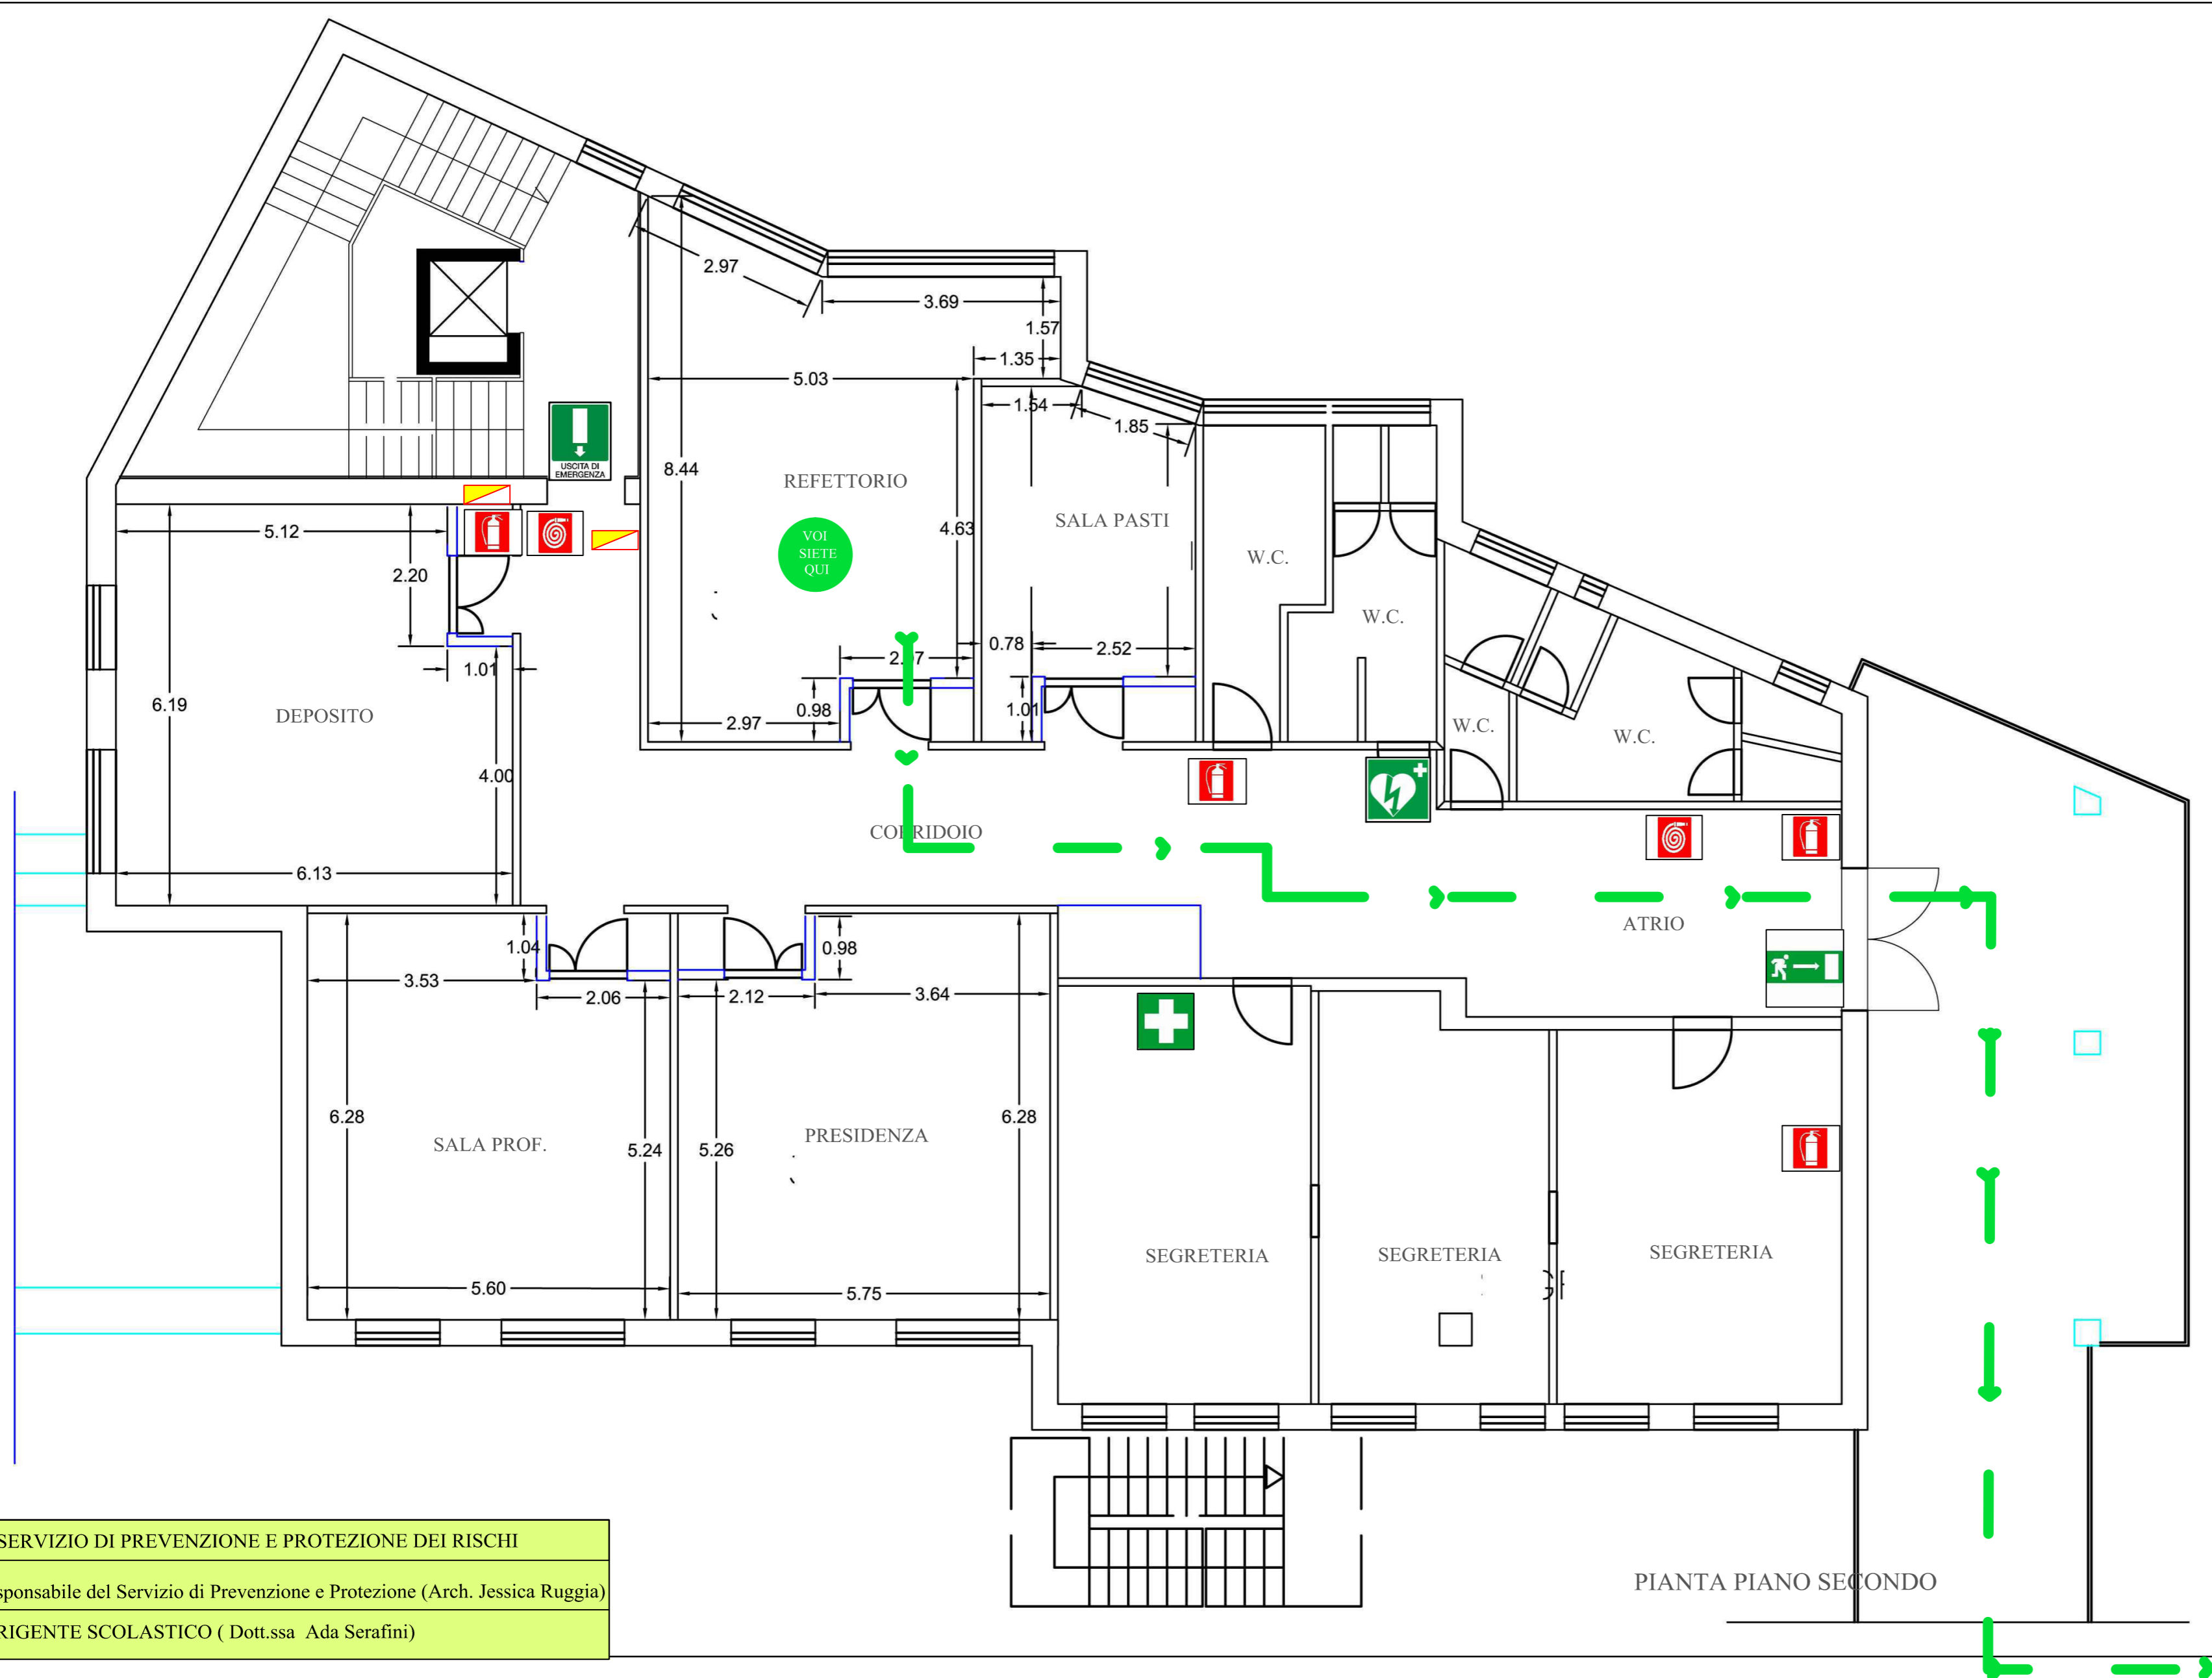 2.97
3.69
1.57
1.35
5.03
1.54
1.85
USCITA DI
EMERGENZA
8.44
REFETTORIO
4.63
SALA PASTI
5.12
VOI
SIETE
QUI
W.C.
2.20
W.C.
0.78
2.52
1.01
6.19
DEPOSITO
2.97
0.98
1.01
W.C.
W.C.
4.00
CORRIDOIO
6.13
ATRIO
1.04
0.98
3.53
2.06
2.12
3.64
6.28
6.28
SALA PROF.
5.24
5.26
PRESIDENZA
SEGRETERIA
SEGRETERIA
SEGRETERIA
5.60
5.75
SERVIZIO DI PREVENZIONE E PROTEZIONE DEI RISCHI
sponsabile del Servizio di Prevenzione e Protezione (Arch. Jessica Ruggia)
RIGENTE SCOLASTICO ( Dott.ssa Ada Serafini)
PIANTA PIANO SECONDO